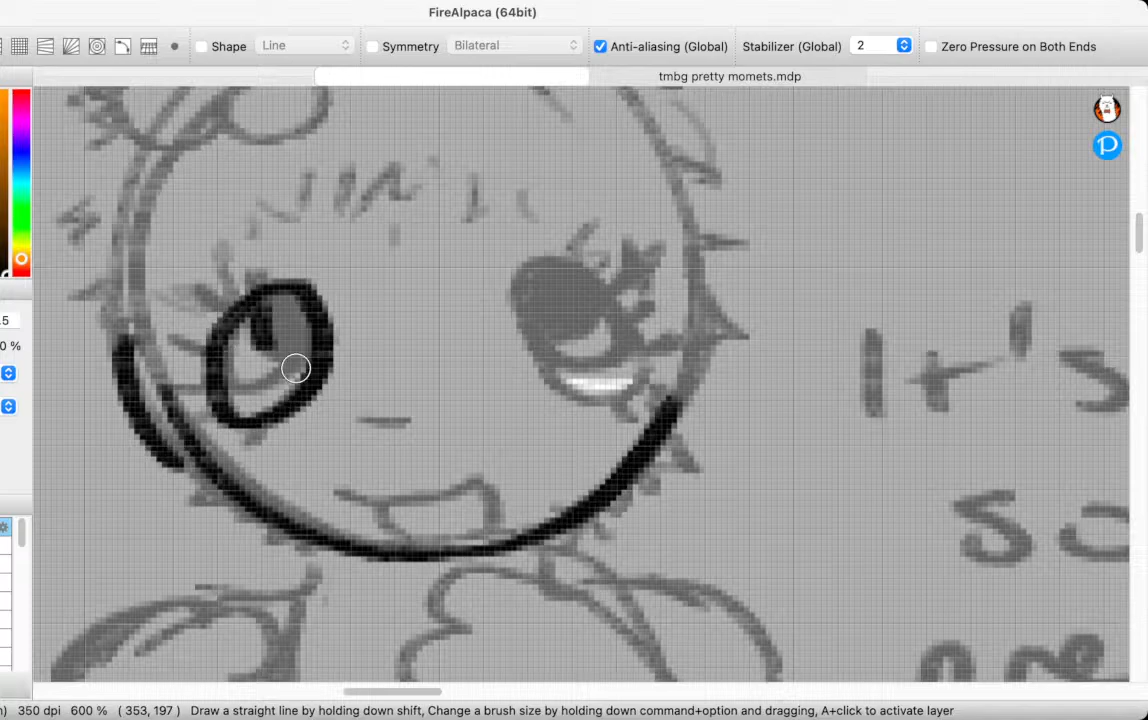 FireAlpaca (64bit)
Shape Line Symmetry Bilateral Anti-aliasing (Global) Stabilizer (Global) 2 Zero Pressure on Both Ends
tmbg pretty momets.mdp
It's
so
are
350 dpi 600 % ( 353, 197 ) Draw a straight line by holding down shift, Change a brush size by holding down command+option and dragging, A+click to activate layer